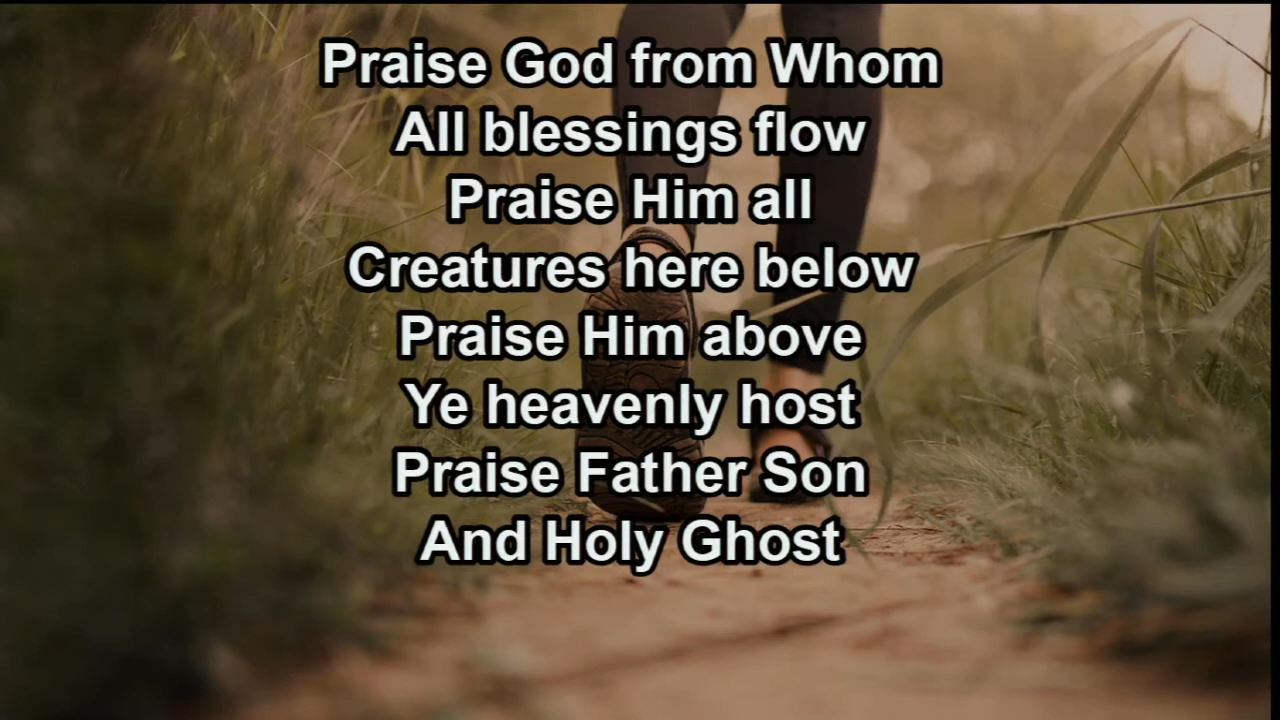 Praise God from Whom
All blessings flow
Praise Him all
Creatures here below
Praise Him above
Ye heavenly host
Praise Father Son
And Holy Ghost